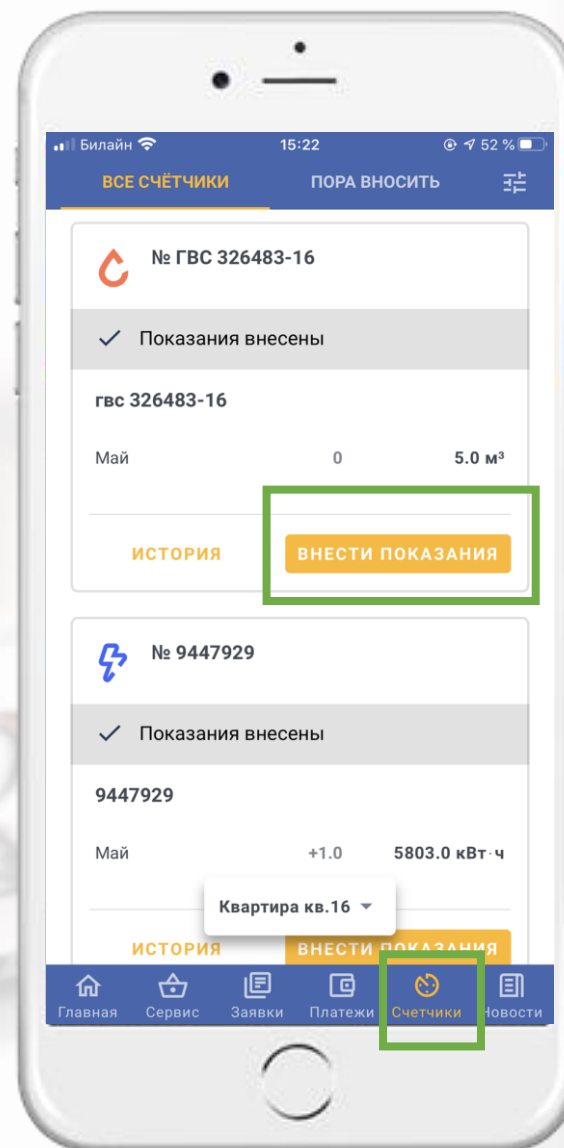 Билайн 15:22 52 %
ВСЕ СЧЁТЧИКИ ПОРА ВНОСИТЬ
№ ГВС 326483-16
Показания внесены
гвс 326483-16
Май 0 5.0 м³
ИСТОРИЯ ВНЕСТИ ПОКАЗАНИЯ
№ 9447929
Показания внесены
9447929
Май +1.0 5803.0 кВт·ч
Квартира кв.16
ИСТОРИЯ ВНЕСТИ ПОКАЗАНИЯ
Главная Сервис Заявки Платежи Счетчики Новости